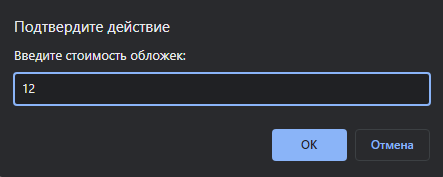 Подтвердите действие
Введите стоимость обложек:
12
OK
Отмена